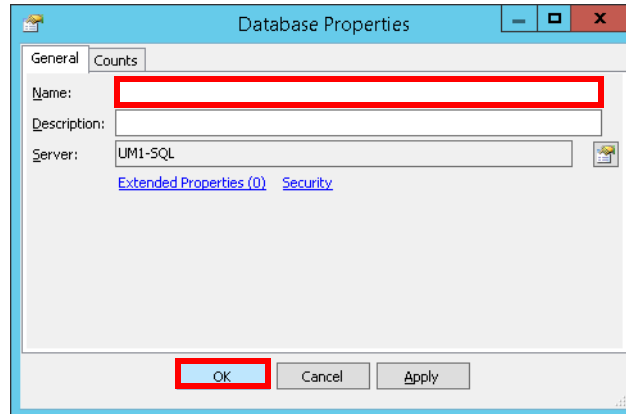 Database Properties
General Counts
Name:
Description:
Server: UM1-SQL
Extended Properties (0) Security
OK Cancel Apply